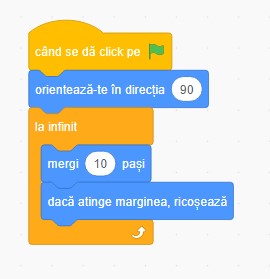 când se dă click pe
orientează-te în direcția 90
la infinit
mergi 10 pași
dacă atinge marginea, ricoșează